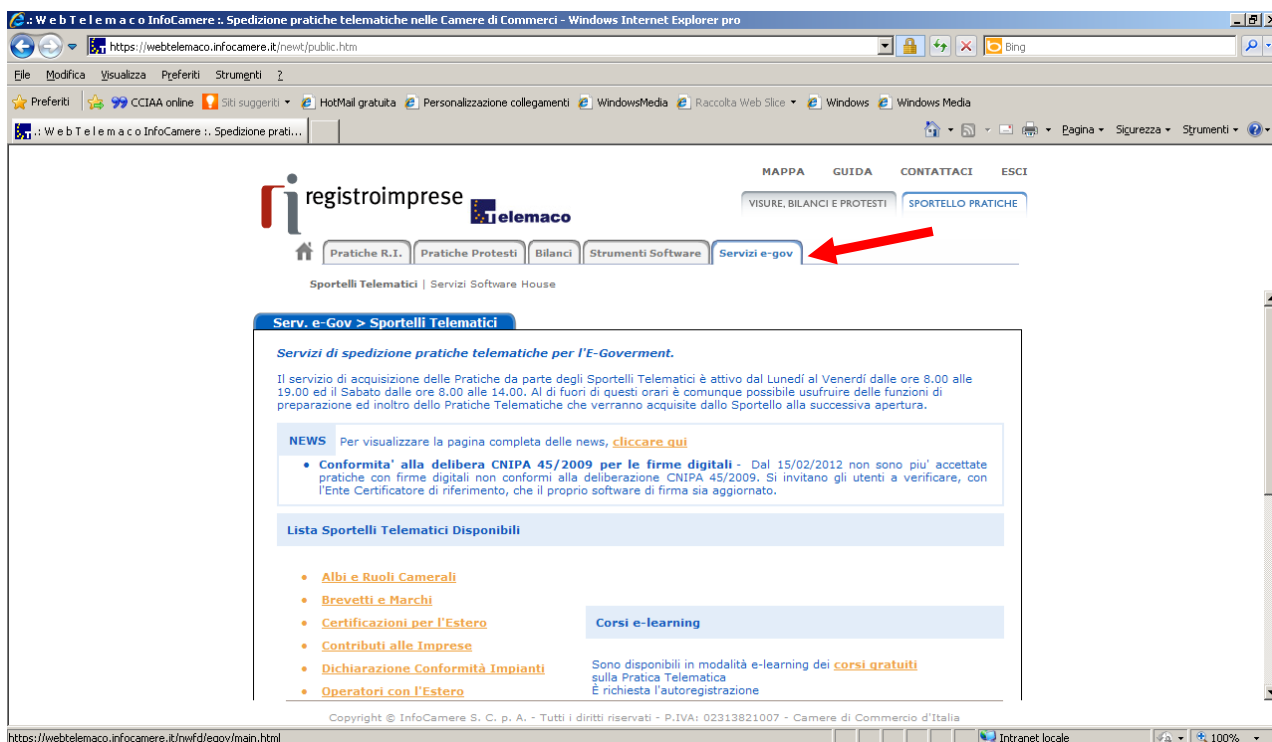 .: W e b T e l e m a c o InfoCamere :. Spedizione pratiche telematiche nelle Camere di Commerci - Windows Internet Explorer pro
https://webtelemaco.infocamere.it/newt/public.htm
Bing
File Modifica Visualizza Preferiti Strumenti ?
Preferiti CCIAA online Siti suggeriti HotMail gratuita Personalizzazione collegamenti WindowsMedia Raccolta Web Slice Windows Windows Media
.: W e b T e l e m a c o InfoCamere :. Spedizione prati...
Pagina Sicurezza Strumenti
MAPPA GUIDA CONTATTACI ESCI
registroimprese
Telemaco
VISURE, BILANCI E PROTESTI SPORTELLO PRATICHE
Pratiche R.I. Pratiche Protesti Bilanci Strumenti Software Servizi e-gov
Sportelli Telematici | Servizi Software House
Serv. e-Gov > Sportelli Telematici
Servizi di spedizione pratiche telematiche per l'E-Goverment.
Il servizio di acquisizione delle Pratiche da parte degli Sportelli Telematici è attivo dal Lunedí al Venerdí dalle ore 8.00 alle
19.00 ed il Sabato dalle ore 8.00 alle 14.00. Al di fuori di questi orari è comunque possibile usufruire delle funzioni di
preparazione ed inoltro dello Pratiche Telematiche che verranno acquisite dallo Sportello alla successiva apertura.
NEWS Per visualizzare la pagina completa delle news, cliccare qui
• Conformita' alla delibera CNIPA 45/2009 per le firme digitali - Dal 15/02/2012 non sono piu' accettate
pratiche con firme digitali non conformi alla deliberazione CNIPA 45/2009. Si invitano gli utenti a verificare, con
l'Ente Certificatore di riferimento, che il proprio software di firma sia aggiornato.
Lista Sportelli Telematici Disponibili
• Albi e Ruoli Camerali
• Brevetti e Marchi
• Certificazioni per l'Estero
• Contributi alle Imprese
• Dichiarazione Conformità Impianti
• Operatori con l'Estero
Corsi e-learning
Sono disponibili in modalità e-learning dei corsi gratuiti
sulla Pratica Telematica
È richiesta l'autoregistrazione
Copyright © InfoCamere S. C. p. A. - Tutti i diritti riservati - P.IVA: 02313821007 - Camere di Commercio d'Italia
https://webtelemaco.infocamere.it/nwfd/egov/main.html
Intranet locale
100%